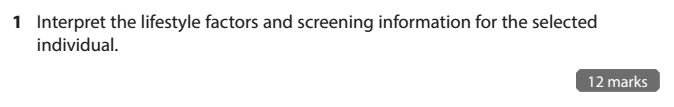 1 Interpret the lifestyle factors and screening information for the selected
individual.
12 marks